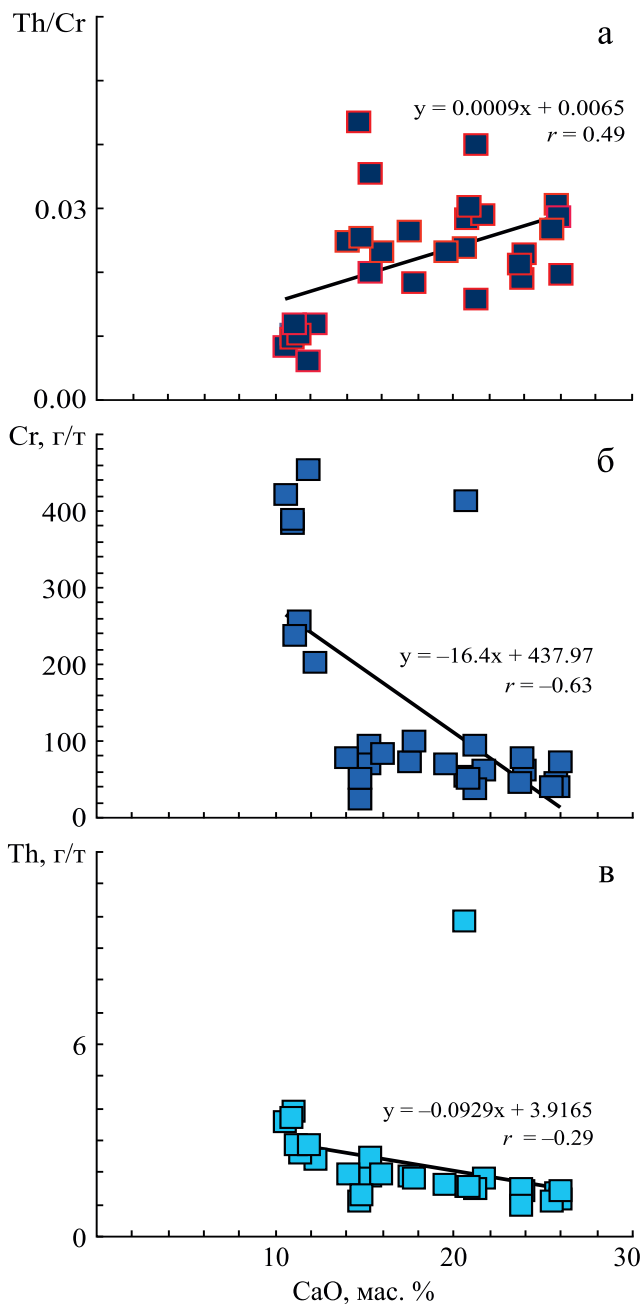 Th/Cr
а
y = 0.0009x + 0.0065
r = 0.49
0.03
0.00
Cr, г/т
б
400
300
200
y = –16.4x + 437.97
r = –0.63
100
0
Th, г/т
в
6
y = –0.0929x + 3.9165
r = –0.29
0
10 20 30
CaO, мас. %